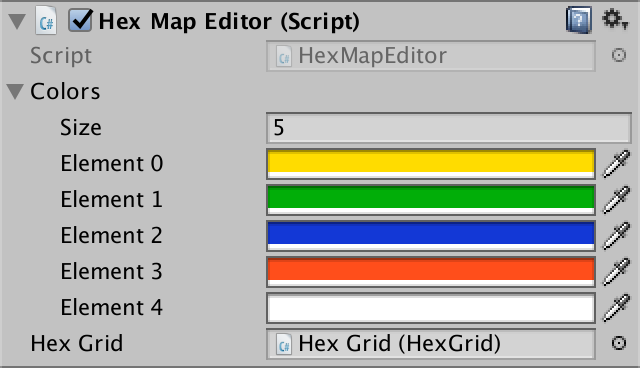 Hex Map Editor (Script)
Script HexMapEditor
Colors
Size 5
Element 0
Element 1
Element 2
Element 3
Element 4
Hex Grid Hex Grid (HexGrid)